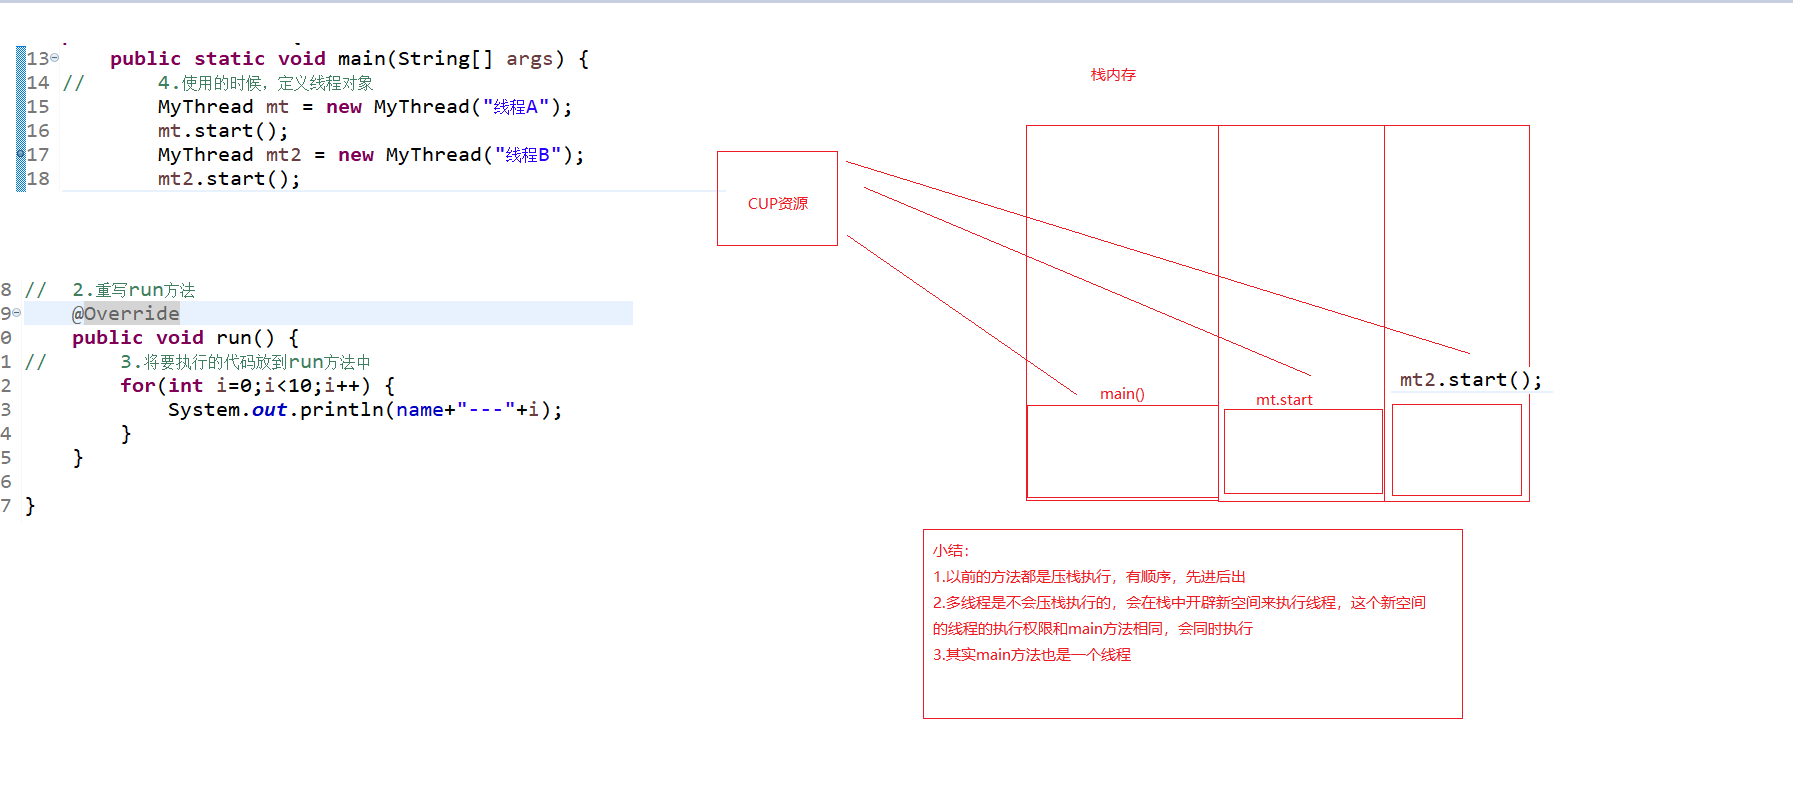 13 public static void main(String[] args) {
14 // 4.使用的时候，定义线程对象
15 MyThread mt = new MyThread("线程A");
16 mt.start();
17 MyThread mt2 = new MyThread("线程B");
18 mt2.start();
8 // 2.重写run方法
9 @Override
0 public void run() {
1 // 3.将要执行的代码放到run方法中
2 for(int i=0;i<10;i++) {
3 System.out.println(name+"---"+i);
4 }
5 }
6
7 }
栈内存
CUP资源
main()
mt.start
mt2.start();
小结：
1.以前的方法都是压栈执行，有顺序，先进后出
2.多线程是不会压栈执行的，会在栈中开辟新空间来执行线程，这个新空间
的线程的执行权限和main方法相同，会同时执行
3.其实main方法也是一个线程